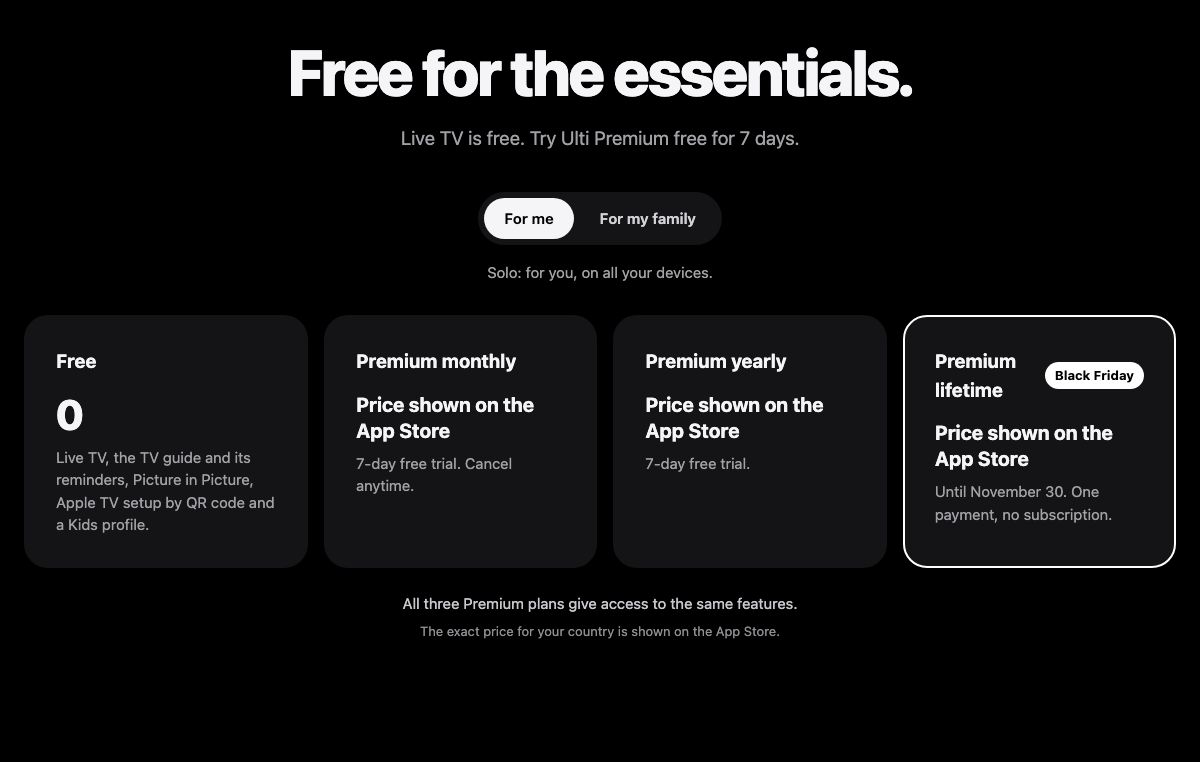 Free for the essentials.
Live TV is free. Try Ulti Premium free for 7 days.
For me
For my family
Solo: for you, on all your devices.
Free
0
Live TV, the TV guide and its
reminders, Picture in Picture,
Apple TV setup by QR code and
a Kids profile.
Premium monthly
Price shown on the
App Store
7-day free trial. Cancel
anytime.
Premium yearly
Price shown on the
App Store
7-day free trial.
Premium
lifetime
Black Friday
Price shown on the
App Store
Until November 30. One
payment, no subscription.
All three Premium plans give access to the same features.
The exact price for your country is shown on the App Store.